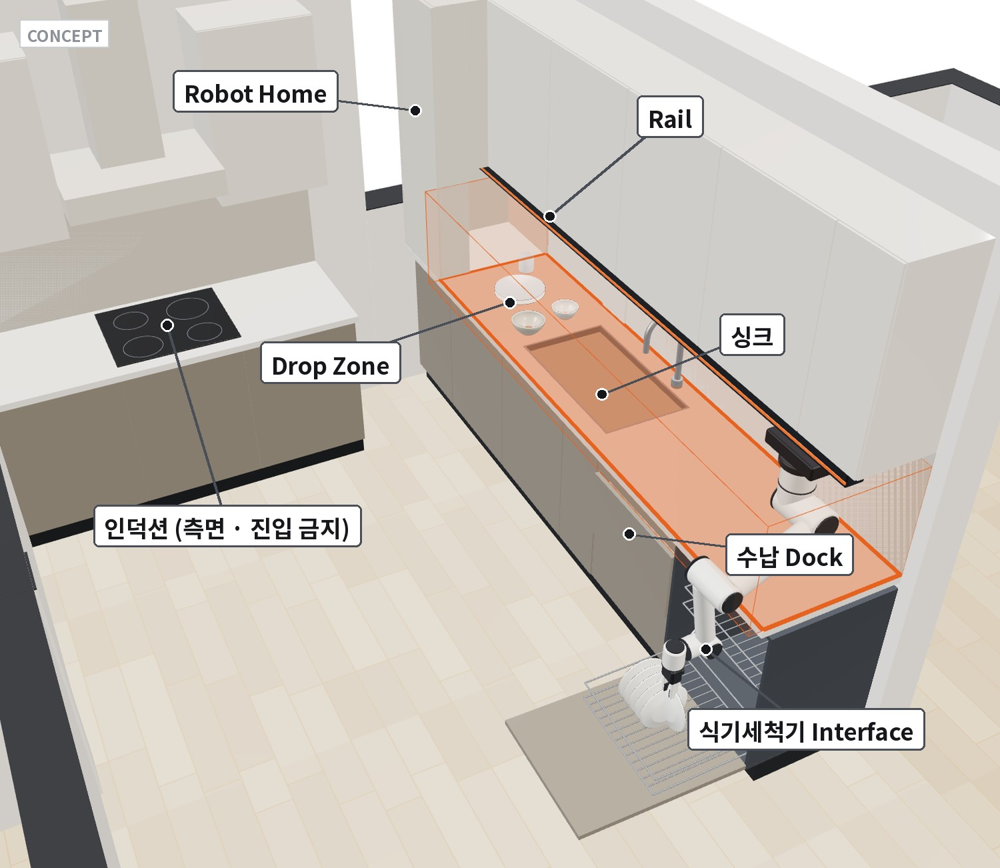 CONCEPT
Robot Home
Rail
싱크
Drop Zone
인덕션 (측면 · 진입 금지)
수납 Dock
식기세척기 Interface